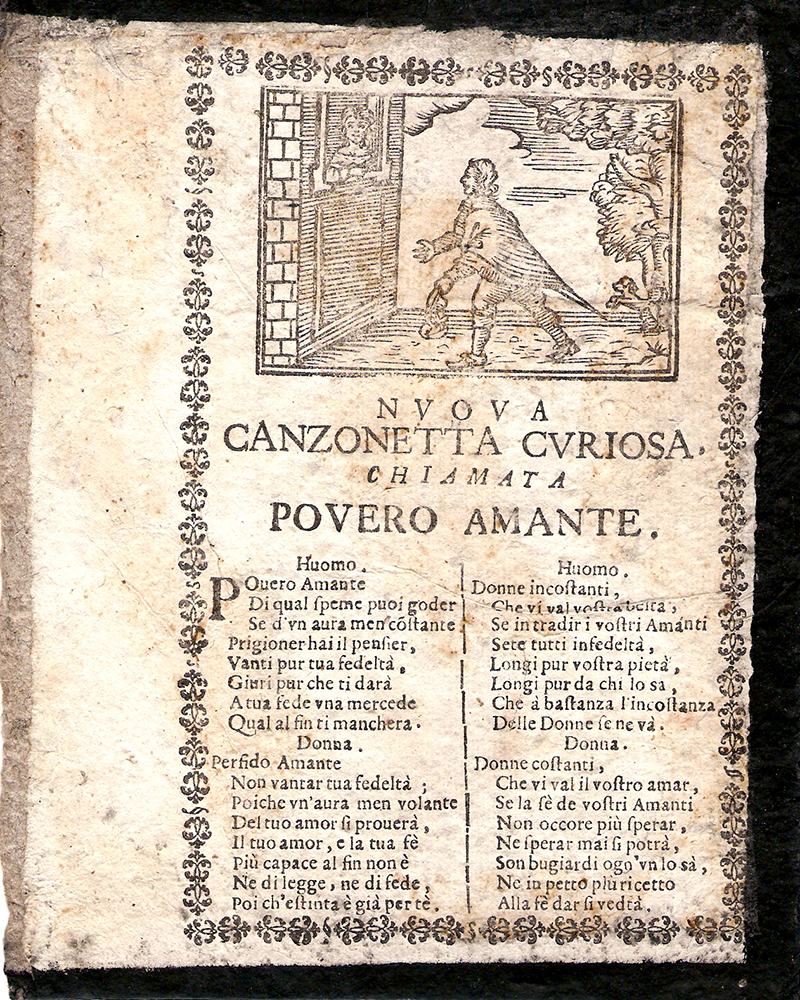 NVOVA
CANZONETTA CVRIOSA.
CHIAMATA
POVERO AMANTE.
Huomo.
POuero Amante
Di qual ſpeme puoi goder
Se d'vn aura men coſtante
Prigioner hai il penſier,
Vanti pur tua fedeltà,
Giuri pur che ti darà
A tua fede vna mercede
Qual al fin ti manchera.
Donna.
Perfido Amante
Non vantar tua fedeltà ;
Poiche vn'aura men volante
Del tuo amor ſi prouerà,
Il tuo amor, e la tua fè
Più capace al fin non è
Ne di legge, ne di fede,
Poi ch'eſtinta è già per tè.
Huomo.
Donne incoſtanti,
Che vi val voſtra beltà,
Se in tradir i voſtri Amanti
Sete tutti infedeltà,
Longi pur voſtra pietà,
Longi pur da chi lo sa,
Che à baſtanza l'incoſtanza
Delle Donne ſe ne và.
Donna.
Donne coſtanti,
Che vi val il voſtro amar,
Se la fè de voſtri Amanti
Non occore più ſperar,
Ne ſperar mai ſi potrà,
Son bugiardi ogn'vn lo sà,
Ne in petto più ricetto
Alla fè dar ſi vedrà.